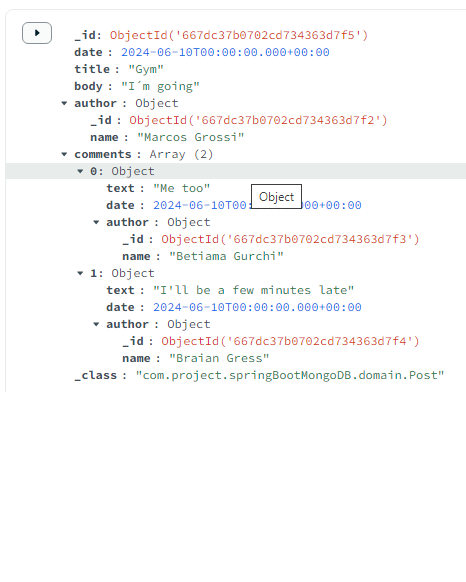 _id: ObjectId('667dc37b0702cd734363d7f5')
date : 2024-06-10T00:00:00.000+00:00
title : "Gym"
body : "I´m going"
author : Object
_id : ObjectId('667dc37b0702cd734363d7f2')
name : "Marcos Grossi"
comments : Array (2)
0: Object
text : "Me too"
Object
date : 2024-06-10T00: 000+00:00
author : Object
_id : ObjectId('667dc37b0702cd734363d7f3')
name : "Betiama Gurchi"
1: Object
text : "I'll be a few minutes late"
date : 2024-06-10T00:00:00.000+00:00
author : Object
_id : ObjectId('667dc37b0702cd734363d7f4')
name : "Braian Gress"
_class : "com.project.springBootMongoDB.domain.Post"